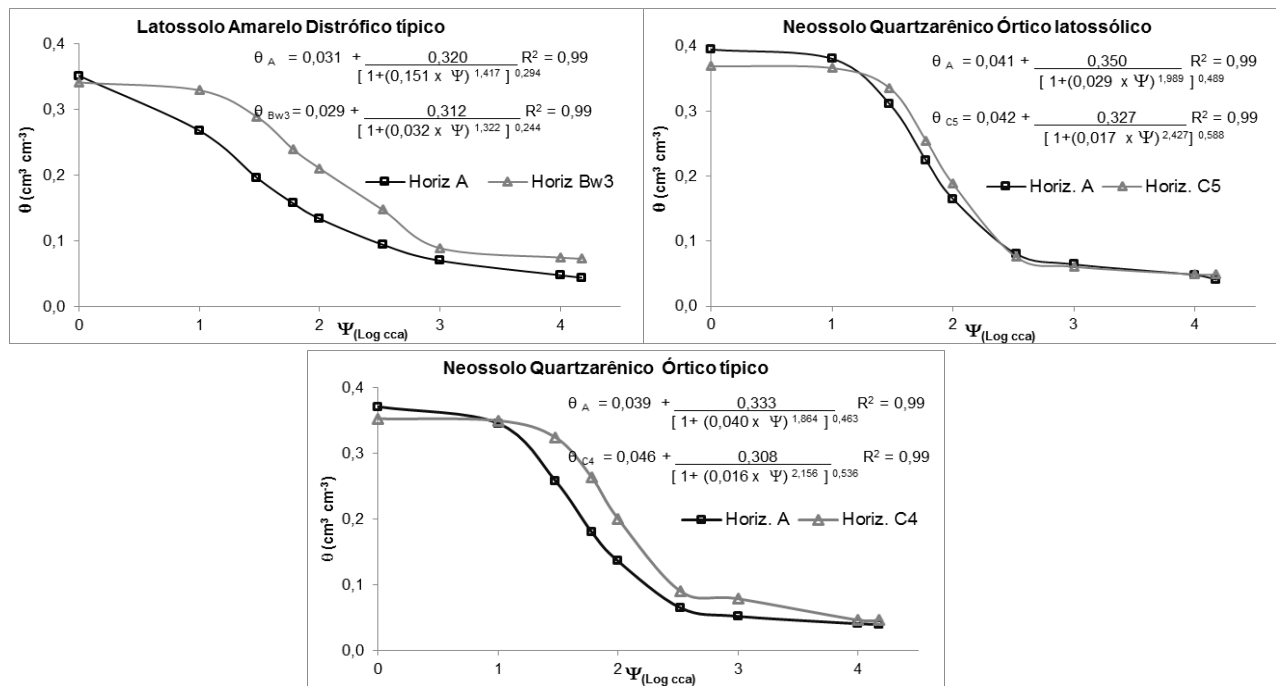 Latossolo Amarelo Distrófico típico
θ A = 0,031 + 0,320 R² = 0,99
[ 1+(0,151 x Ψ) 1,417 ] 0,294
θ Bw3 = 0,029 + 0,312 R² = 0,99
[ 1+(0,032 x Ψ) 1,322 ] 0,244
Horiz A Horiz Bw3
θ (cm³ cm-³)
0,4
0,3
0,2
0,1
0,0
0 1 2 3 4
Ψ(Log cca)
Neossolo Quartzarênico Órtico latossólico
θ A = 0,041 + 0,350 R² = 0,99
[ 1+(0,029 x Ψ) 1,989 ] 0,489
θ C5 = 0,042 + 0,327 R² = 0,99
[ 1+(0,017 x Ψ) 2,427] 0,588
Horiz. A Horiz. C5
θ (cm³ cm-³)
0,4
0,3
0,2
0,1
0,0
0 1 2 3 4
Ψ(Log cca)
Neossolo Quartzarênico Órtico típico
θ A = 0,039 + 0,333 R² = 0,99
[ 1+ (0,040 x Ψ) 1,864 ] 0,463
θ C4 = 0,046 + 0,308 R² = 0,99
[ 1+ (0,016 x Ψ) 2,156 ] 0,536
Horiz. A Horiz. C4
θ (cm³ cm-³)
0,4
0,3
0,2
0,1
0,0
0 1 2 3 4
Ψ(Log cca)